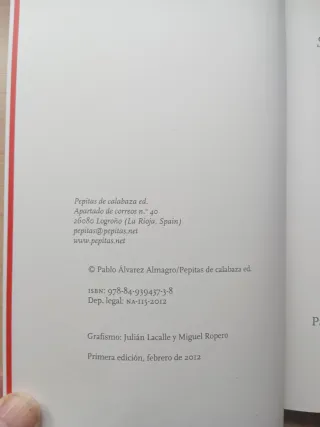 Pepitas de calabaza ed.
Apartado de correos n.º 40
26080 Logroño (La Rioja, Spain)
pepitas@pepitas.net
www.pepitas.net
© Pablo Álvarez Almagro/Pepitas de calabaza ed.
ISBN: 978-84-939437-3-8
Dep. legal: NA-115-2012
Grafismo: Julián Lacalle y Miguel Ropero
Primera edición, febrero de 2012